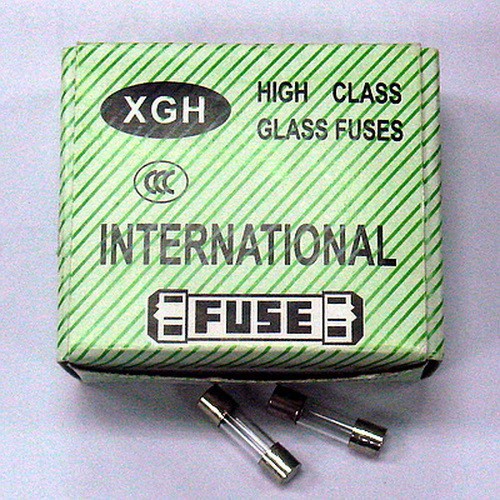 XGH
HIGH CLASS
GLASS FUSES
CCC
INTERNATIONAL
FUSE